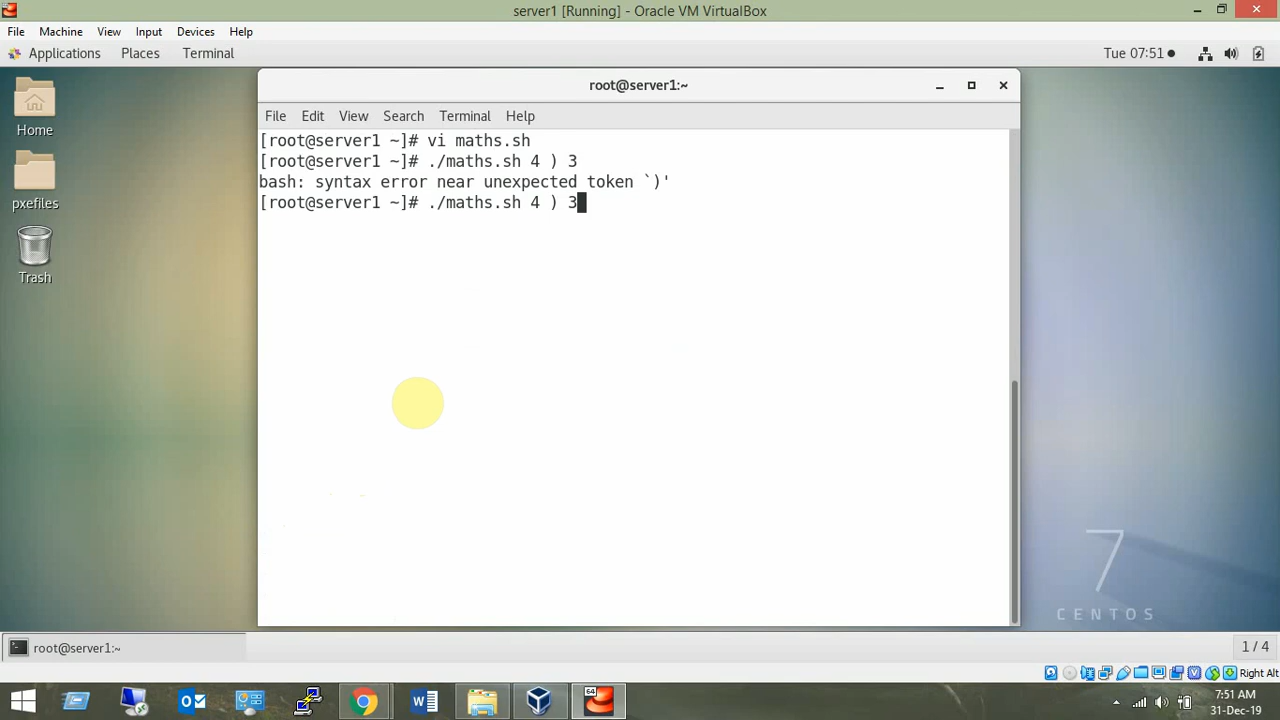 server1 [Running] - Oracle VM VirtualBox
File Machine View Input Devices Help
Applications Places Terminal Tue 07:51
Home
pxefiles
Trash
root@server1:~
File Edit View Search Terminal Help
[root@server1 ~]# vi maths.sh
[root@server1 ~]# ./maths.sh 4 ) 3
bash: syntax error near unexpected token `)'
[root@server1 ~]# ./maths.sh 4 ) 3
7
CENTOS
root@server1:~ 1 / 4
Right Alt
64
7:51 AM
31-Dec-19